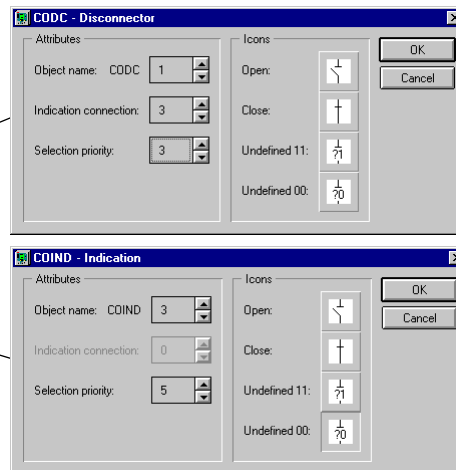 CODC - Disconnector
Attributes
Object name: CODC 1
Indication connection: 3
Selection priority: 3
Icons
Open:
Close:
Undefined 11: ?1
Undefined 00: ?0
OK
Cancel
COIND - Indication
Attributes
Object name: COIND 3
Indication connection: 0
Selection priority: 5
Icons
Open:
Close:
Undefined 11: ?1
Undefined 00: ?0
OK
Cancel